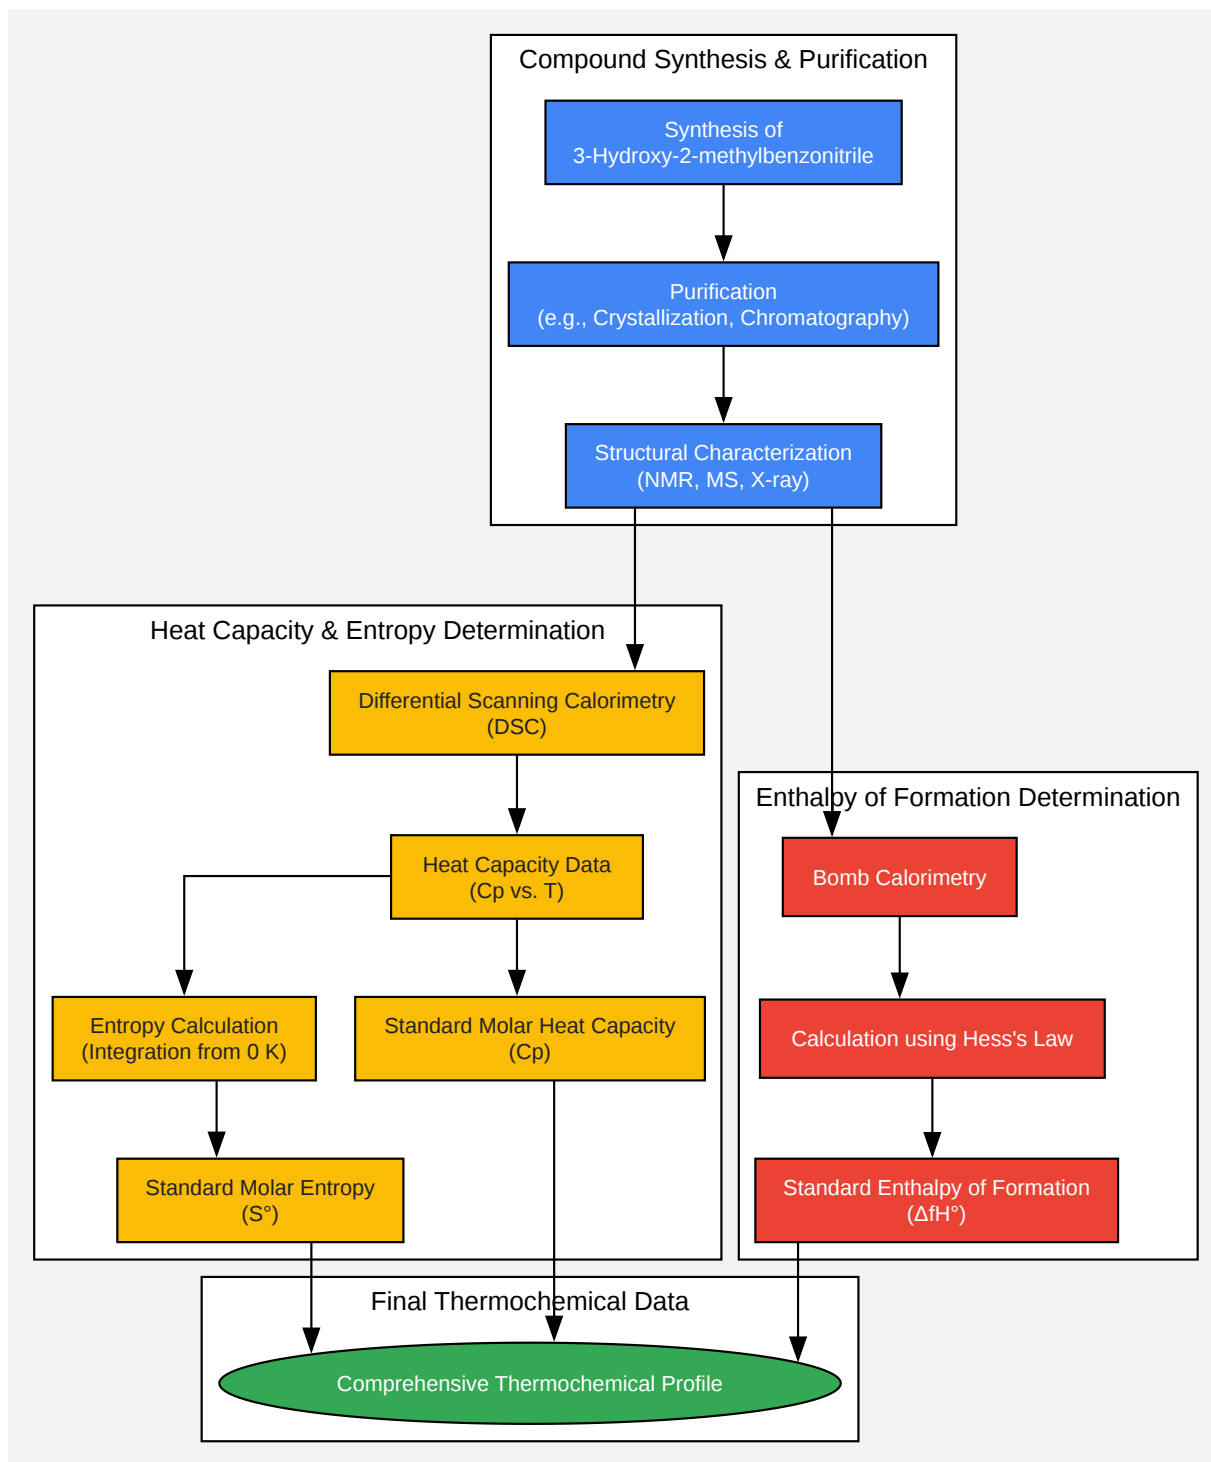 Compound Synthesis & Purification
Synthesis of
3-Hydroxy-2-methylbenzonitrile
Purification
(e.g., Crystallization, Chromatography)
Structural Characterization
(NMR, MS, X-ray)
Heat Capacity & Entropy Determination
Differential Scanning Calorimetry
(DSC)
Heat Capacity Data
(Cp vs. T)
Entropy Calculation
(Integration from 0 K)
Standard Molar Heat Capacity
(Cp)
Standard Molar Entropy
(S°)
Enthalpy of Formation Determination
Bomb Calorimetry
Calculation using Hess's Law
Standard Enthalpy of Formation
(ΔfH°)
Final Thermochemical Data
Comprehensive Thermochemical Profile